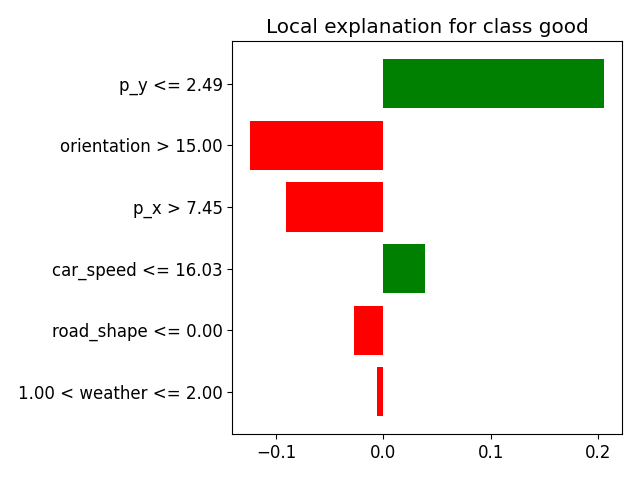 Local explanation for class good
p_y <= 2.49
orientation > 15.00
p_x > 7.45
car_speed <= 16.03
road_shape <= 0.00
1.00 < weather <= 2.00
−0.1 0.0 0.1 0.2